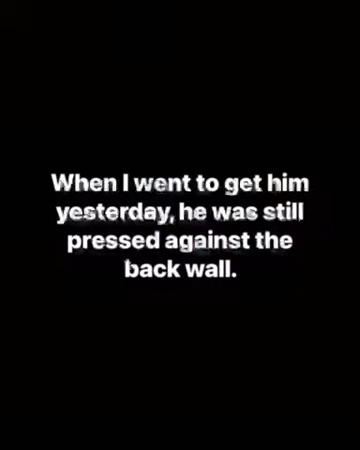 When I went to get him
yesterday, he was still
pressed against the
back wall.